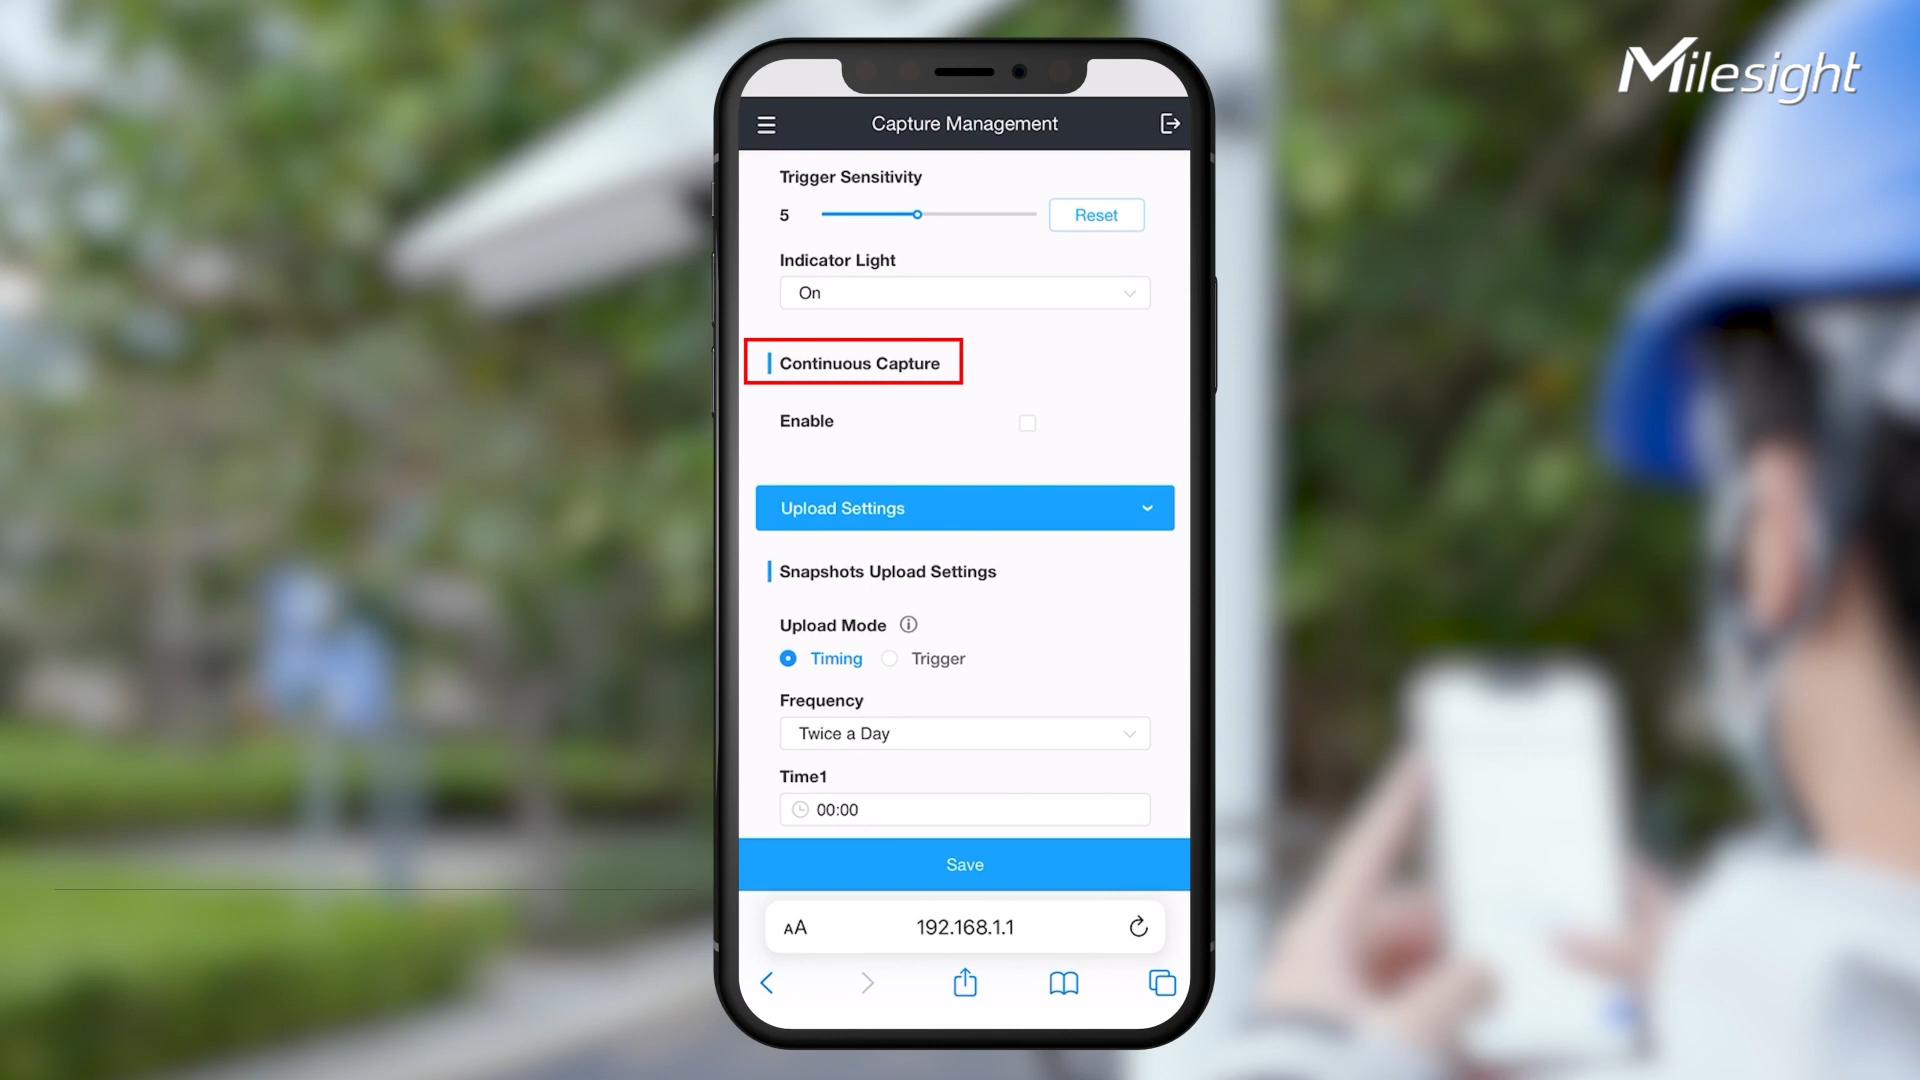 Milesight
Capture Management
Trigger Sensitivity
5
Reset
Indicator Light
On
Continuous Capture
Enable
Upload Settings
Snapshots Upload Settings
Upload Mode
Timing Trigger
Frequency
Twice a Day
Time1
00:00
Save
AA 192.168.1.1